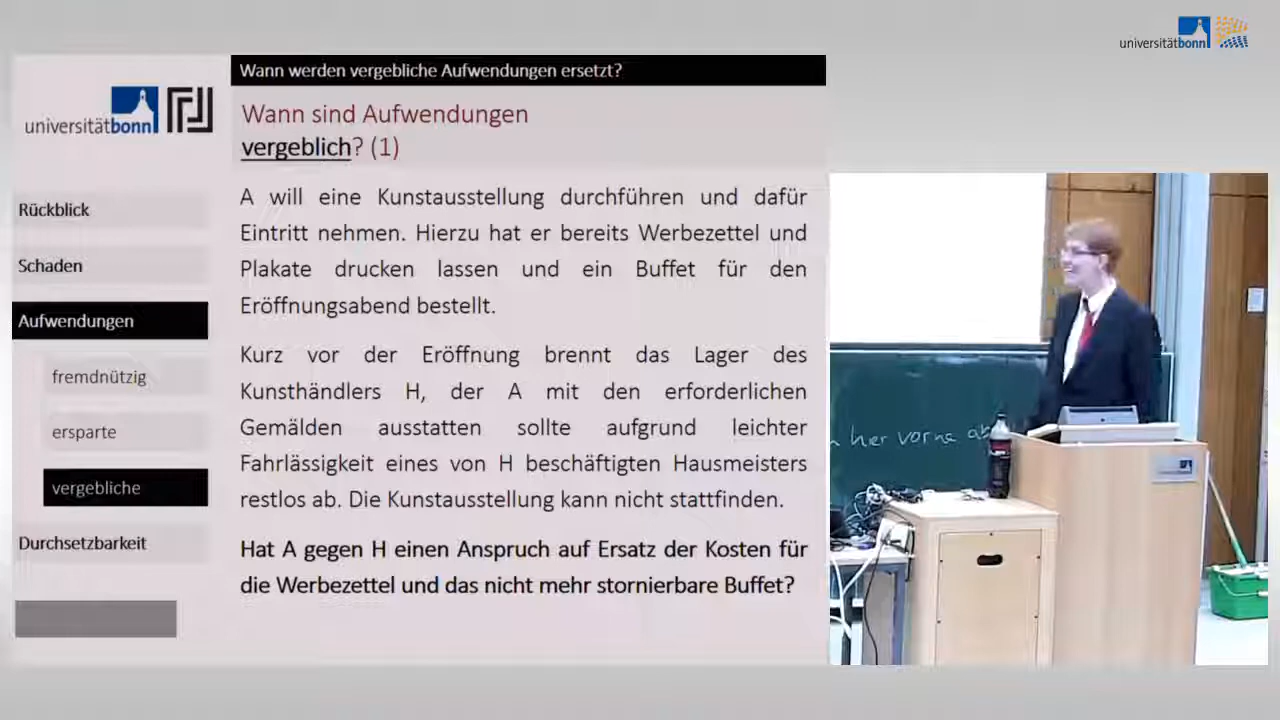 universitätbonn
Wann werden vergebliche Aufwendungen ersetzt?
universitätbonn
Wann sind Aufwendungen
vergeblich? (1)
Rückblick
Schaden
Aufwendungen
fremdnützig
ersparte
vergebliche
Durchsetzbarkeit
A will eine Kunstausstellung durchführen und dafür
Eintritt nehmen. Hierzu hat er bereits Werbezettel und
Plakate drucken lassen und ein Buffet für den
Eröffnungsabend bestellt.
Kurz vor der Eröffnung brennt das Lager des
Kunsthändlers H, der A mit den erforderlichen
Gemälden ausstatten sollte aufgrund leichter
Fahrlässigkeit eines von H beschäftigten Hausmeisters
restlos ab. Die Kunstausstellung kann nicht stattfinden.
Hat A gegen H einen Anspruch auf Ersatz der Kosten für
die Werbezettel und das nicht mehr stornierbare Buffet?
hier vorne